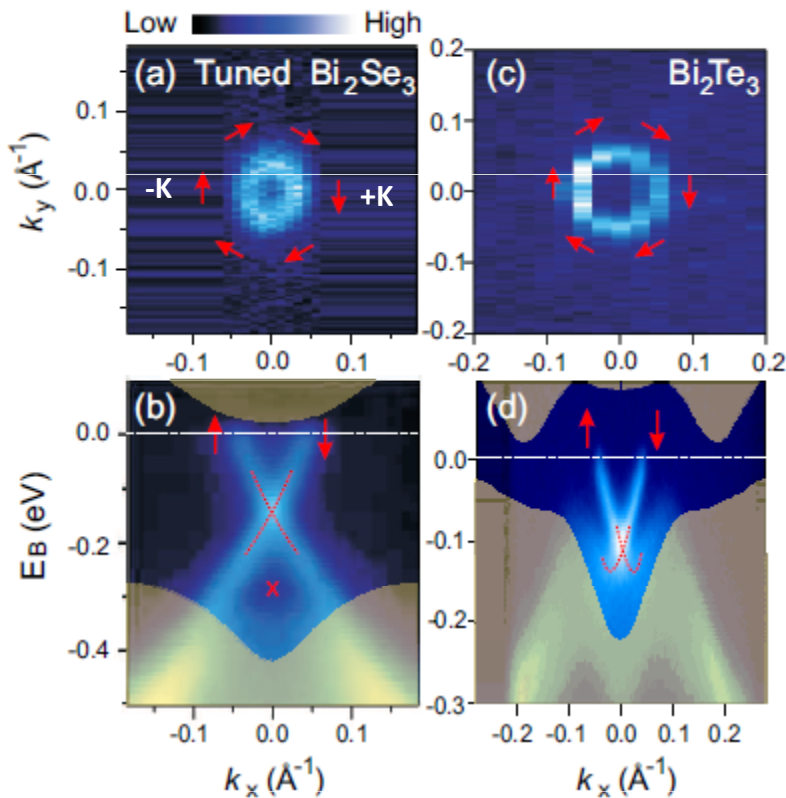 Low High
(a) Tuned Bi2Se3
(c) Bi2Te3
0.1
0.0
-0.1
ky (Å-1)
-K
+K
0.2
0.1
0.0
-0.1
-0.2
-0.1 0.0 0.1
-0.2 -0.1 0.0 0.1 0.2
(b)
0.0
-0.2
-0.4
EB (eV)
x
(d)
0.0
-0.1
-0.2
-0.3
-0.1 0.0 0.1
-0.2 -0.1 0.0 0.1 0.2
kx (Å-1)
kx (Å-1)